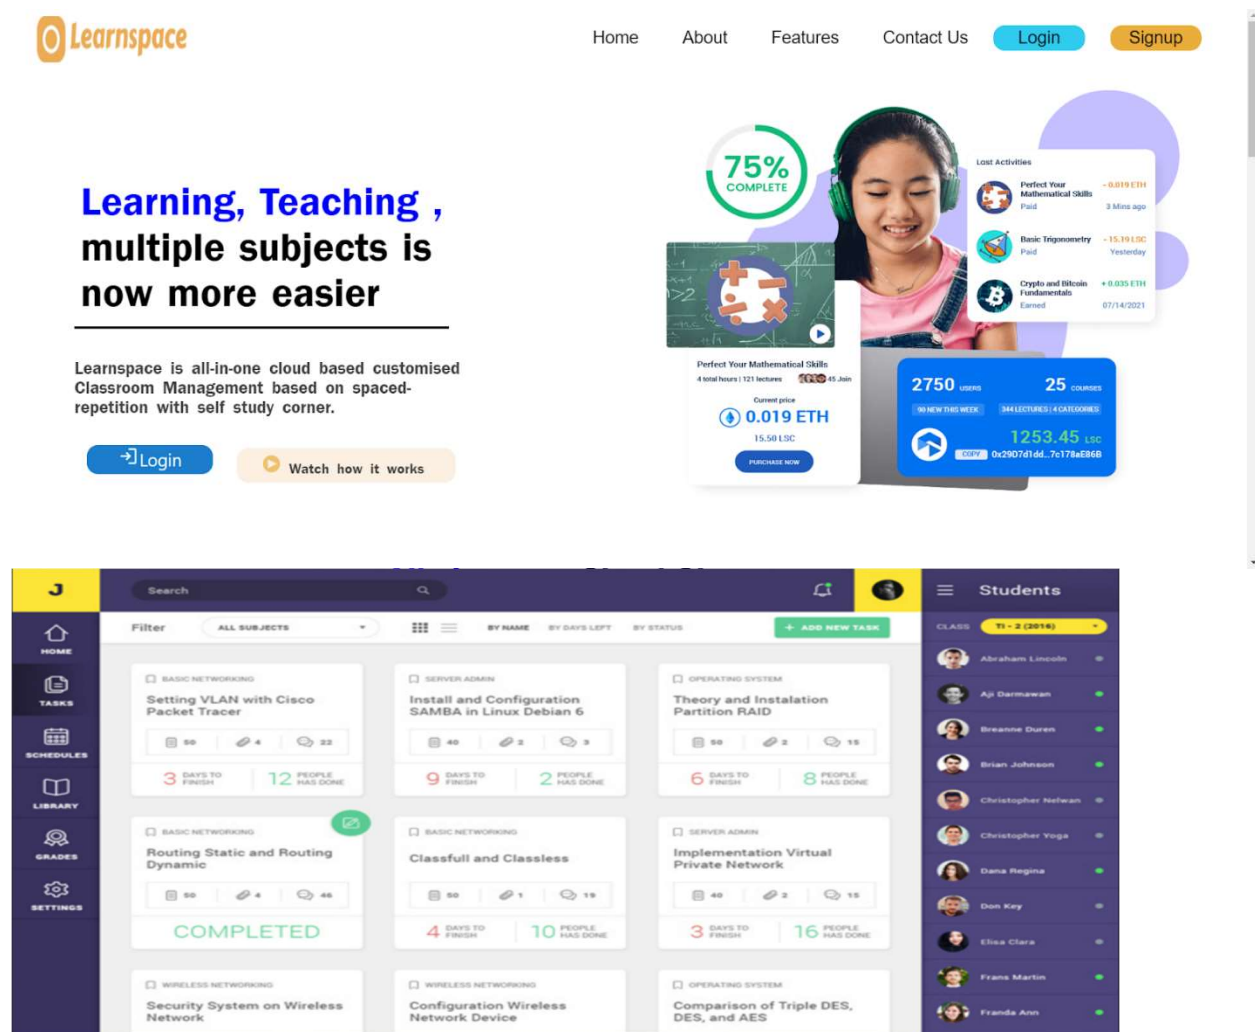 Learnspace
Home About Features Contact Us Login Signup
75%
COMPLETE
Learning, Teaching ,
multiple subjects is
now more easier
Learnspace is all-in-one cloud based customised
Classroom Management based on spaced-
repetition with self study corner.
Login
Watch how it works
Last Activities
Perfect Your
Mathematical Skills
- 0.019 ETH
Paid
3 Mins ago
Basic Trigonometry
- 15.19 LSC
Paid
Yesterday
Crypto and Bitcoin
Fundamentals
+ 0.035 ETH
Earned
07/14/2021
Perfect Your Mathematical Skills
4 total hours | 121 lectures
45 Join
Current price
0.019 ETH
15.50 LSC
PURCHASE NOW
2750 USERS
25 COURSES
90 NEW THIS WEEK
344 LECTURES | 4 CATEGORIES
1253.45 LSC
COPY
0x29D7d1dd...7c178aE86B
J
Search
Students
Filter
ALL SUBJECTS
BY NAME
BY DAYS LEFT
BY STATUS
+ ADD NEW TASK
CLASS
TI - 2 (2016)
HOME
TASKS
SCHEDULES
LIBRARY
GRADES
SETTINGS
BASIC NETWORKING
Setting VLAN with Cisco
Packet Tracer
50 4 22
3 DAYS TO FINISH
12 PEOPLE HAS DONE
SERVER ADMIN
Install and Configuration
SAMBA in Linux Debian 6
40 2 3
9 DAYS TO FINISH
2 PEOPLE HAS DONE
OPERATING SYSTEM
Theory and Instalation
Partition RAID
50 2 15
6 DAYS TO FINISH
8 PEOPLE HAS DONE
BASIC NETWORKING
Routing Static and Routing
Dynamic
50 4 46
COMPLETED
BASIC NETWORKING
Classfull and Classless
50 1 19
4 DAYS TO FINISH
10 PEOPLE HAS DONE
SERVER ADMIN
Implementation Virtual
Private Network
40 2 15
3 DAYS TO FINISH
16 PEOPLE HAS DONE
WIRELESS NETWORKING
Security System on Wireless
Network
WIRELESS NETWORKING
Configuration Wireless
Network Device
OPERATING SYSTEM
Comparison of Triple DES,
DES, and AES
Abraham Lincoln
Aji Darmawan
Breanne Duren
Brian Johnson
Christopher Nelwan
Christopher Yoga
Dana Regina
Don Key
Elisa Clara
Frans Martin
Franda Ann